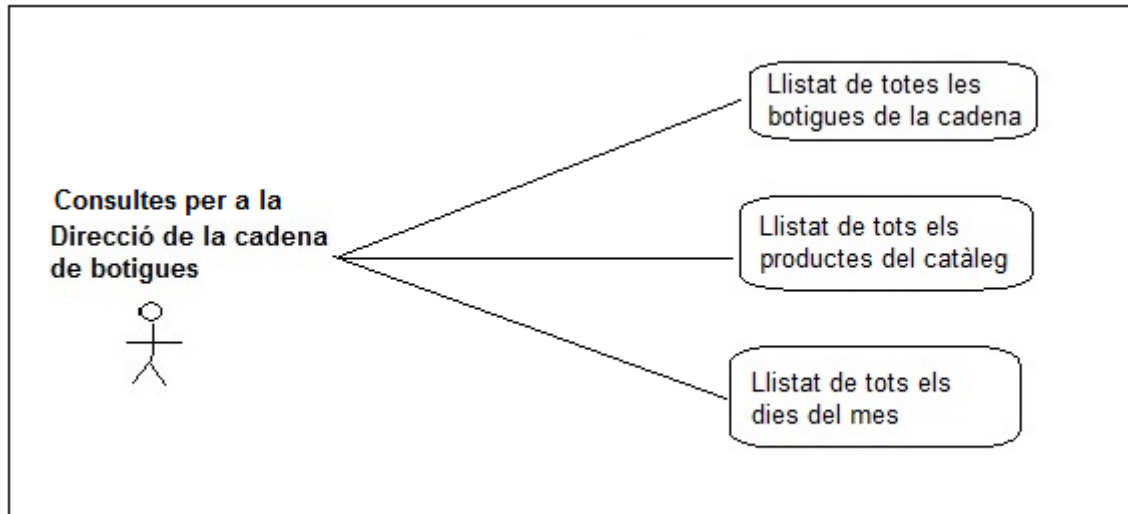 Consultes per a la
Direcció de la cadena
de botigues
Llistat de totes les
botigues de la cadena
Llistat de tots els
productes del catàleg
Llistat de tots els
dies del mes